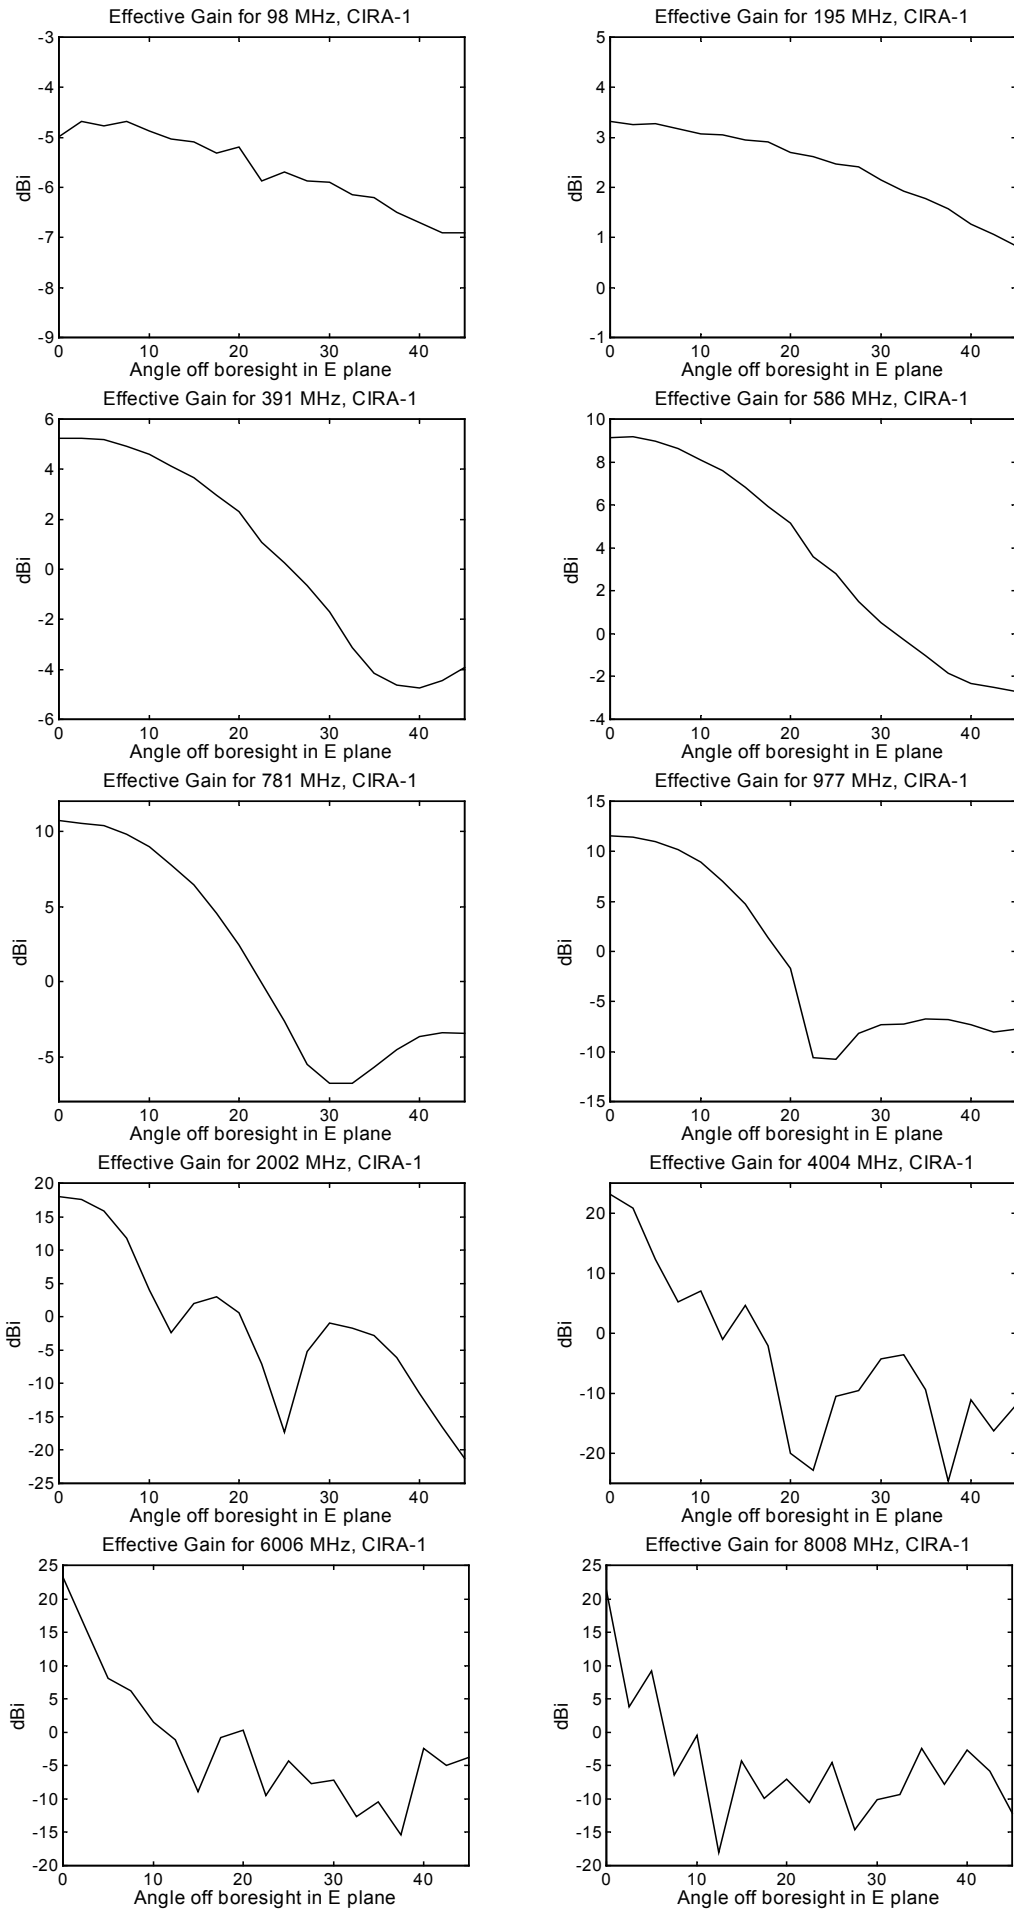 Effective Gain for 98 MHz, CIRA-1
-3
-4
-5
-6
-7
-8
-9
dBi
0 10 20 30 40
Angle off boresight in E plane
Effective Gain for 195 MHz, CIRA-1
5
4
3
2
1
0
-1
dBi
0 10 20 30 40
Angle off boresight in E plane
Effective Gain for 391 MHz, CIRA-1
6
4
2
0
-2
-4
-6
dBi
0 10 20 30 40
Angle off boresight in E plane
Effective Gain for 586 MHz, CIRA-1
10
8
6
4
2
0
-2
-4
dBi
0 10 20 30 40
Angle off boresight in E plane
Effective Gain for 781 MHz, CIRA-1
10
5
0
-5
dBi
0 10 20 30 40
Angle off boresight in E plane
Effective Gain for 977 MHz, CIRA-1
15
10
5
0
-5
-10
-15
dBi
0 10 20 30 40
Angle off boresight in E plane
Effective Gain for 2002 MHz, CIRA-1
20
15
10
5
0
-5
-10
-15
-20
-25
dBi
0 10 20 30 40
Angle off boresight in E plane
Effective Gain for 4004 MHz, CIRA-1
20
10
0
-10
-20
dBi
0 10 20 30 40
Angle off boresight in E plane
Effective Gain for 6006 MHz, CIRA-1
25
20
15
10
5
0
-5
-10
-15
-20
dBi
0 10 20 30 40
Angle off boresight in E plane
Effective Gain for 8008 MHz, CIRA-1
25
20
15
10
5
0
-5
-10
-15
-20
dBi
0 10 20 30 40
Angle off boresight in E plane